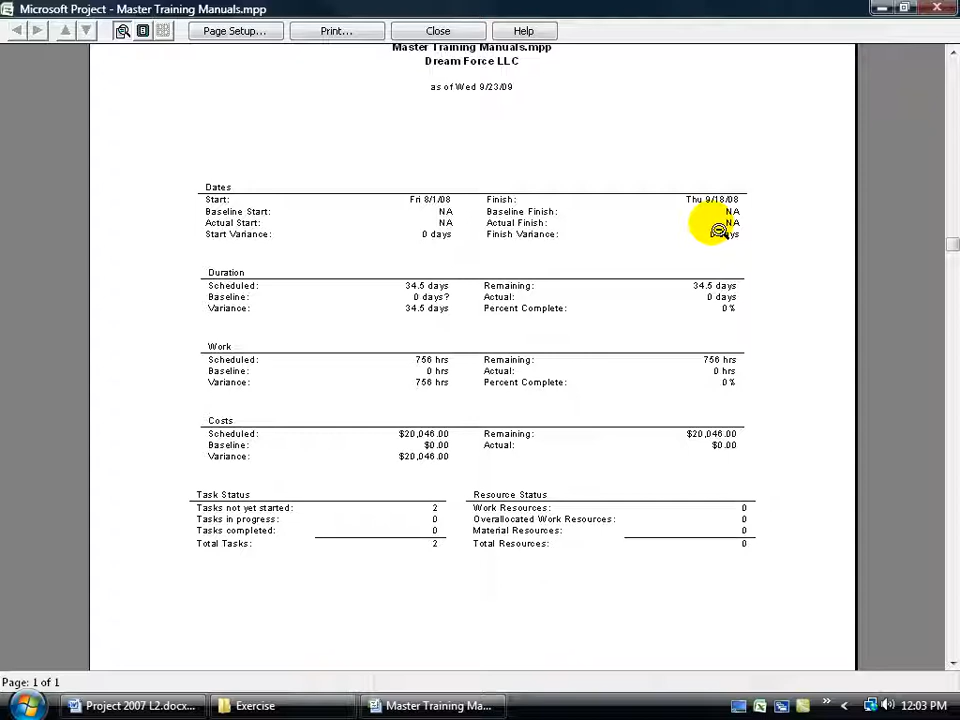 Microsoft Project - Master Training Manuals.mpp
Page Setup... Print... Close Help
Master Training Manuals.mpp
Dream Force LLC
as of Wed 9/23/09
Dates
Start: Fri 8/1/08 Finish: Thu 9/18/08
Baseline Start: NA Baseline Finish: NA
Actual Start: NA Actual Finish: NA
Start Variance: 0 days Finish Variance: 0 days
Duration
Scheduled: 34.5 days Remaining: 34.5 days
Baseline: 0 days? Actual: 0 days
Variance: 34.5 days Percent Complete: 0%
Work
Scheduled: 756 hrs Remaining: 756 hrs
Baseline: 0 hrs Actual: 0 hrs
Variance: 756 hrs Percent Complete: 0%
Costs
Scheduled: $20,046.00 Remaining: $20,046.00
Baseline: $0.00 Actual: $0.00
Variance: $20,046.00
Task Status Resource Status
Tasks not yet started: 2 Work Resources: 0
Tasks in progress: 0 Overallocated Work Resources: 0
Tasks completed: 0 Material Resources: 0
Total Tasks: 2 Total Resources: 0
Page: 1 of 1
Project 2007 L2.docx... Exercise Master Training Ma... » 12:03 PM